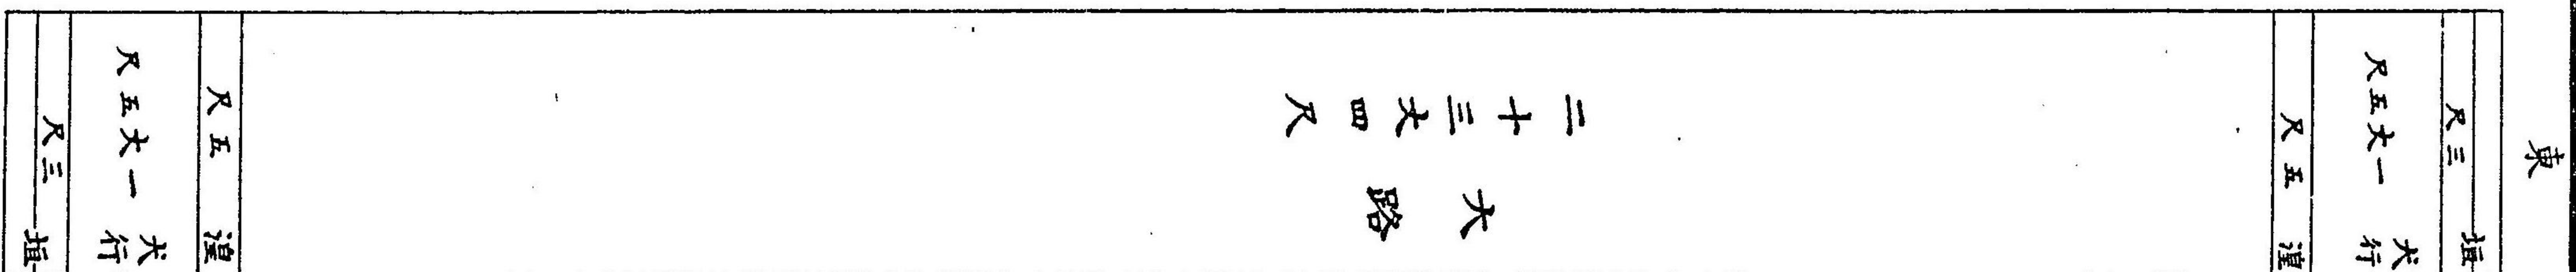 東
垣
三尺
犬行
一丈五尺
湟
五尺
二十三丈四尺
大路
湟
五尺
犬行
一丈五尺
垣
三尺